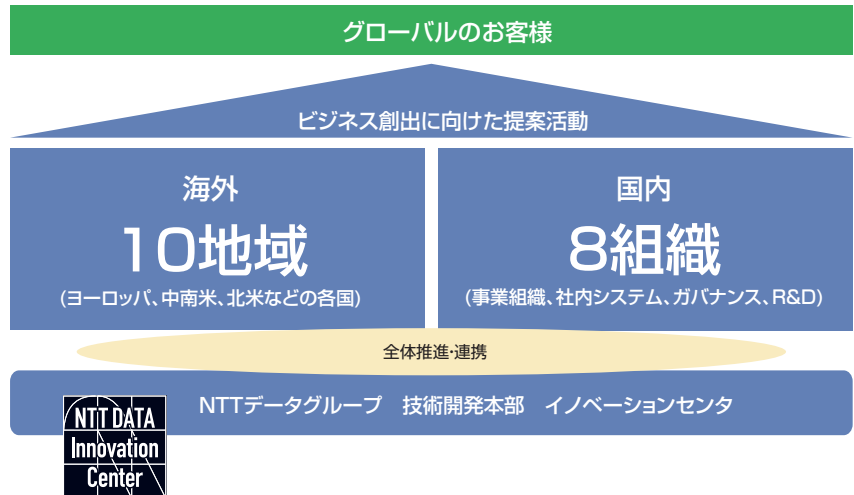 グローバルのお客様
ビジネス創出に向けた提案活動
海外
10地域
(ヨーロッパ、中南米、北米などの各国)
国内
8組織
(事業組織、社内システム、ガバナンス、R&D)
全体推進・連携
NTTデータグループ 技術開発本部 イノベーションセンタ
NTT DATA
Innovation
Center